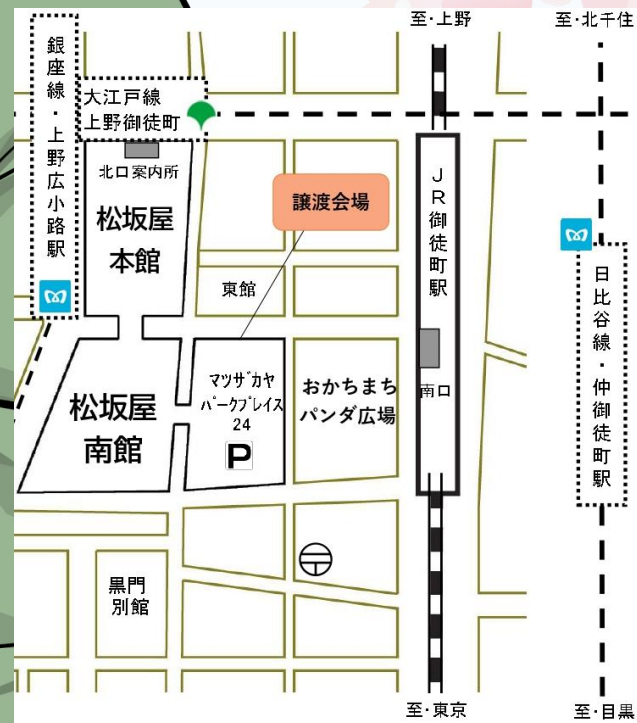 至・上野
至・北千住
銀座線・上野広小路駅
大江戸線
上野御徒町
北口案内所
松坂屋
本館
譲渡会場
JR御徒町駅
東館
日比谷線・仲御徒町駅
松坂屋
南館
マツザカヤ
パークプレイス
24
P
おかちまち
パンダ広場
南口
黒門
別館
至・東京
至・目黒